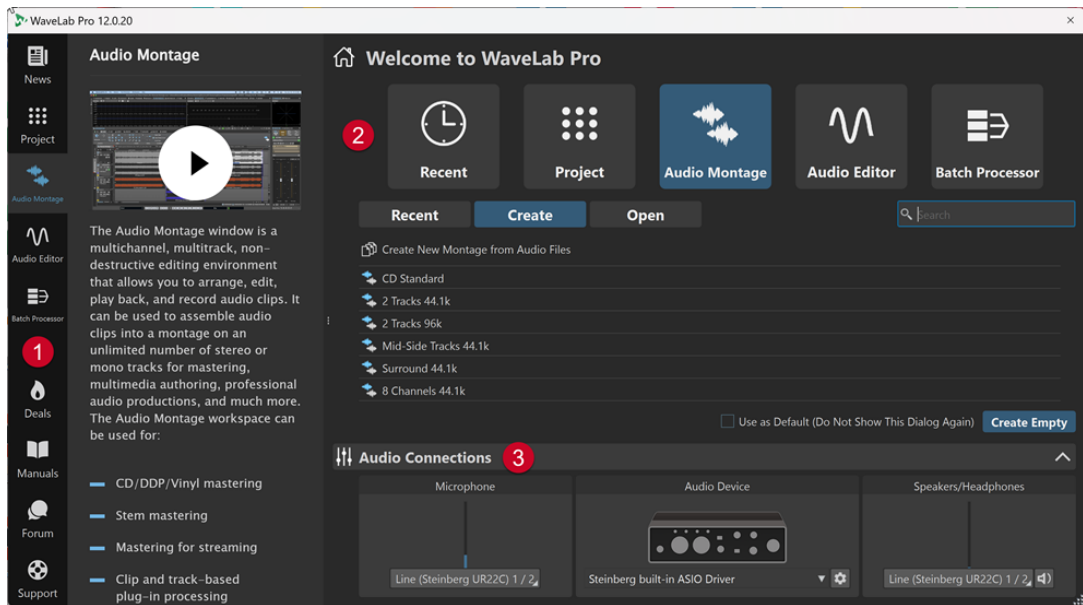 WaveLab Pro 12.0.20
News
Project
Audio Montage
Audio Editor
Batch Processor
1
Deals
Manuals
Forum
Support
Audio Montage
The Audio Montage window is a
multichannel, multitrack, non-
destructive editing environment
that allows you to arrange, edit,
play back, and record audio clips. It
can be used to assemble audio
clips into a montage on an
unlimited number of stereo or
mono tracks for mastering,
multimedia authoring, professional
audio productions, and much more.
The Audio Montage workspace can
be used for:
CD/DDP/Vinyl mastering
Stem mastering
Mastering for streaming
Clip and track-based
plug-in processing
Welcome to WaveLab Pro
2
Recent
Project
Audio Montage
Audio Editor
Batch Processor
Recent
Create
Open
Search
Create New Montage from Audio Files
CD Standard
2 Tracks 44.1k
2 Tracks 96k
Mid-Side Tracks 44.1k
Surround 44.1k
8 Channels 44.1k
Use as Default (Do Not Show This Dialog Again)
Create Empty
Audio Connections
3
Microphone
Audio Device
Speakers/Headphones
Line (Steinberg UR22C) 1 / 2
Steinberg built-in ASIO Driver
Line (Steinberg UR22C) 1 / 2